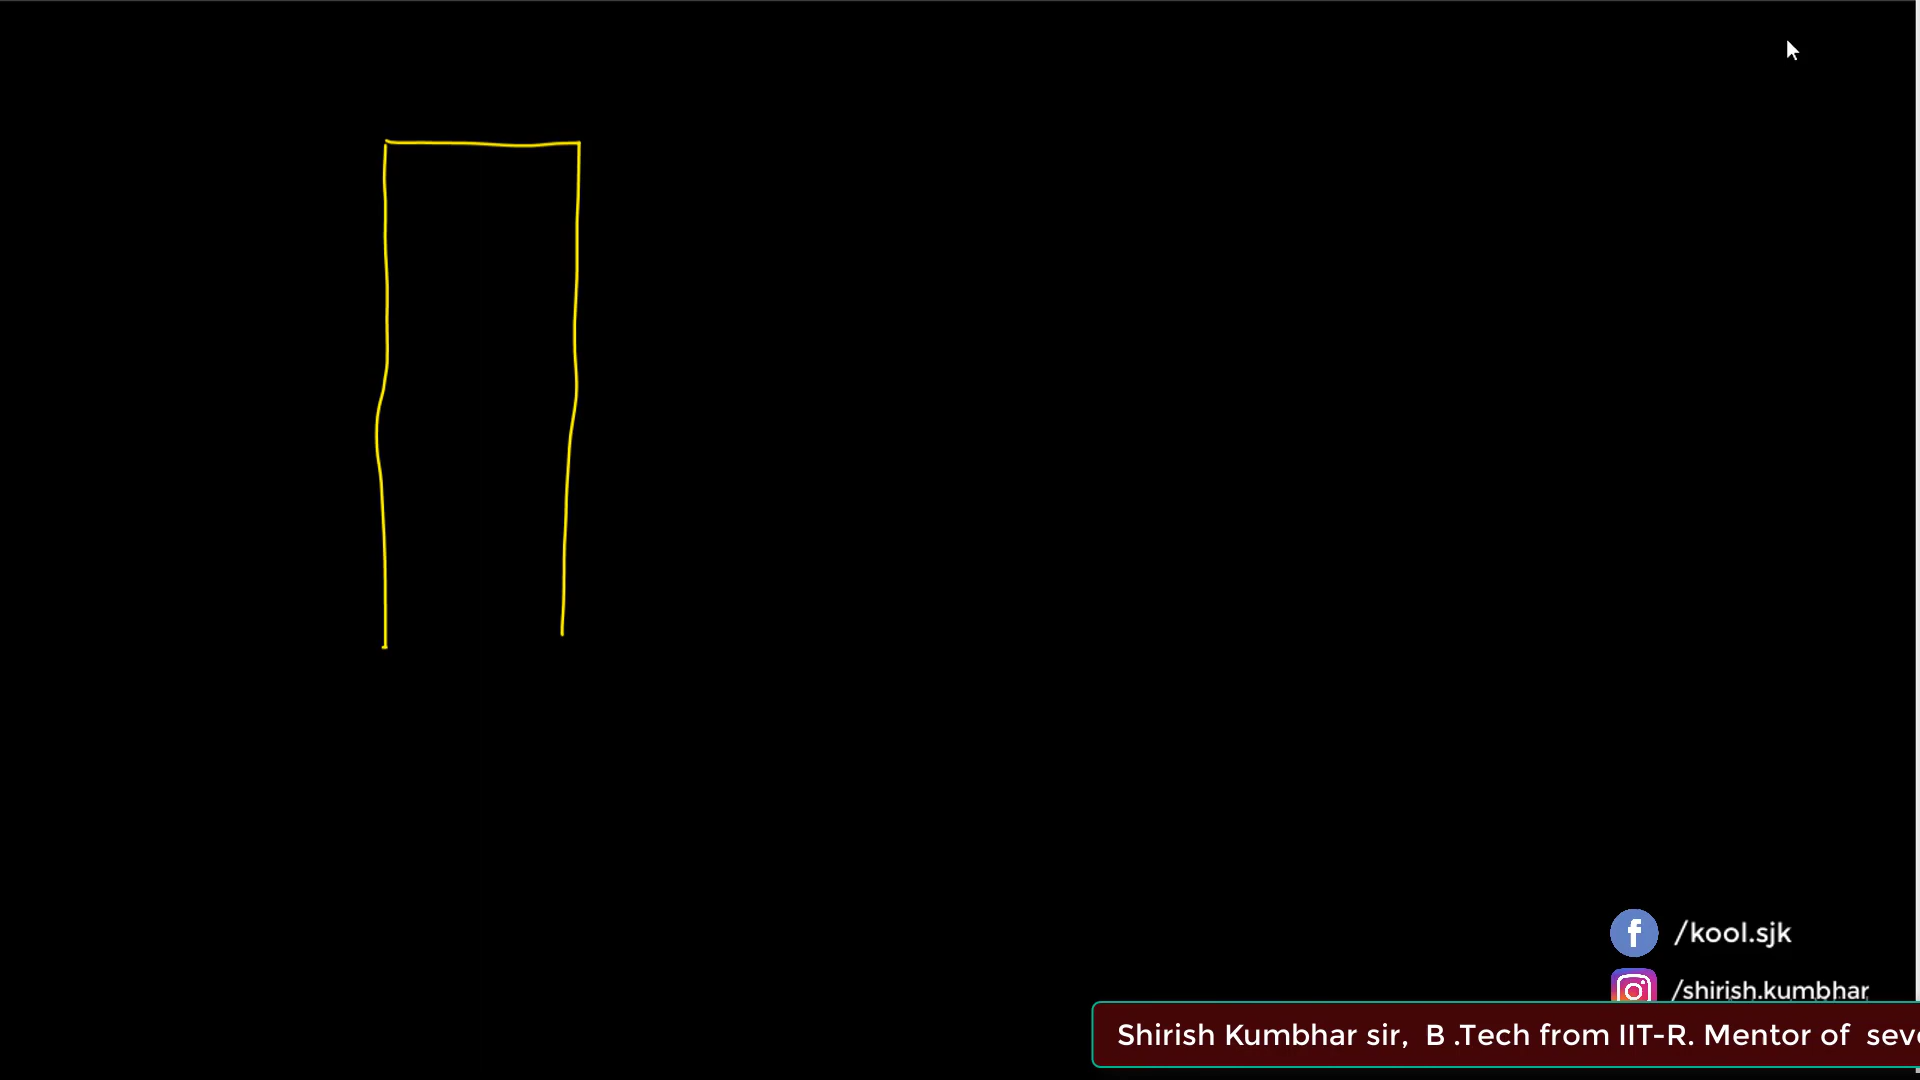 /kool.sjk
/shirish.kumbhar
Shirish Kumbhar sir, B .Tech from IIT-R. Mentor of